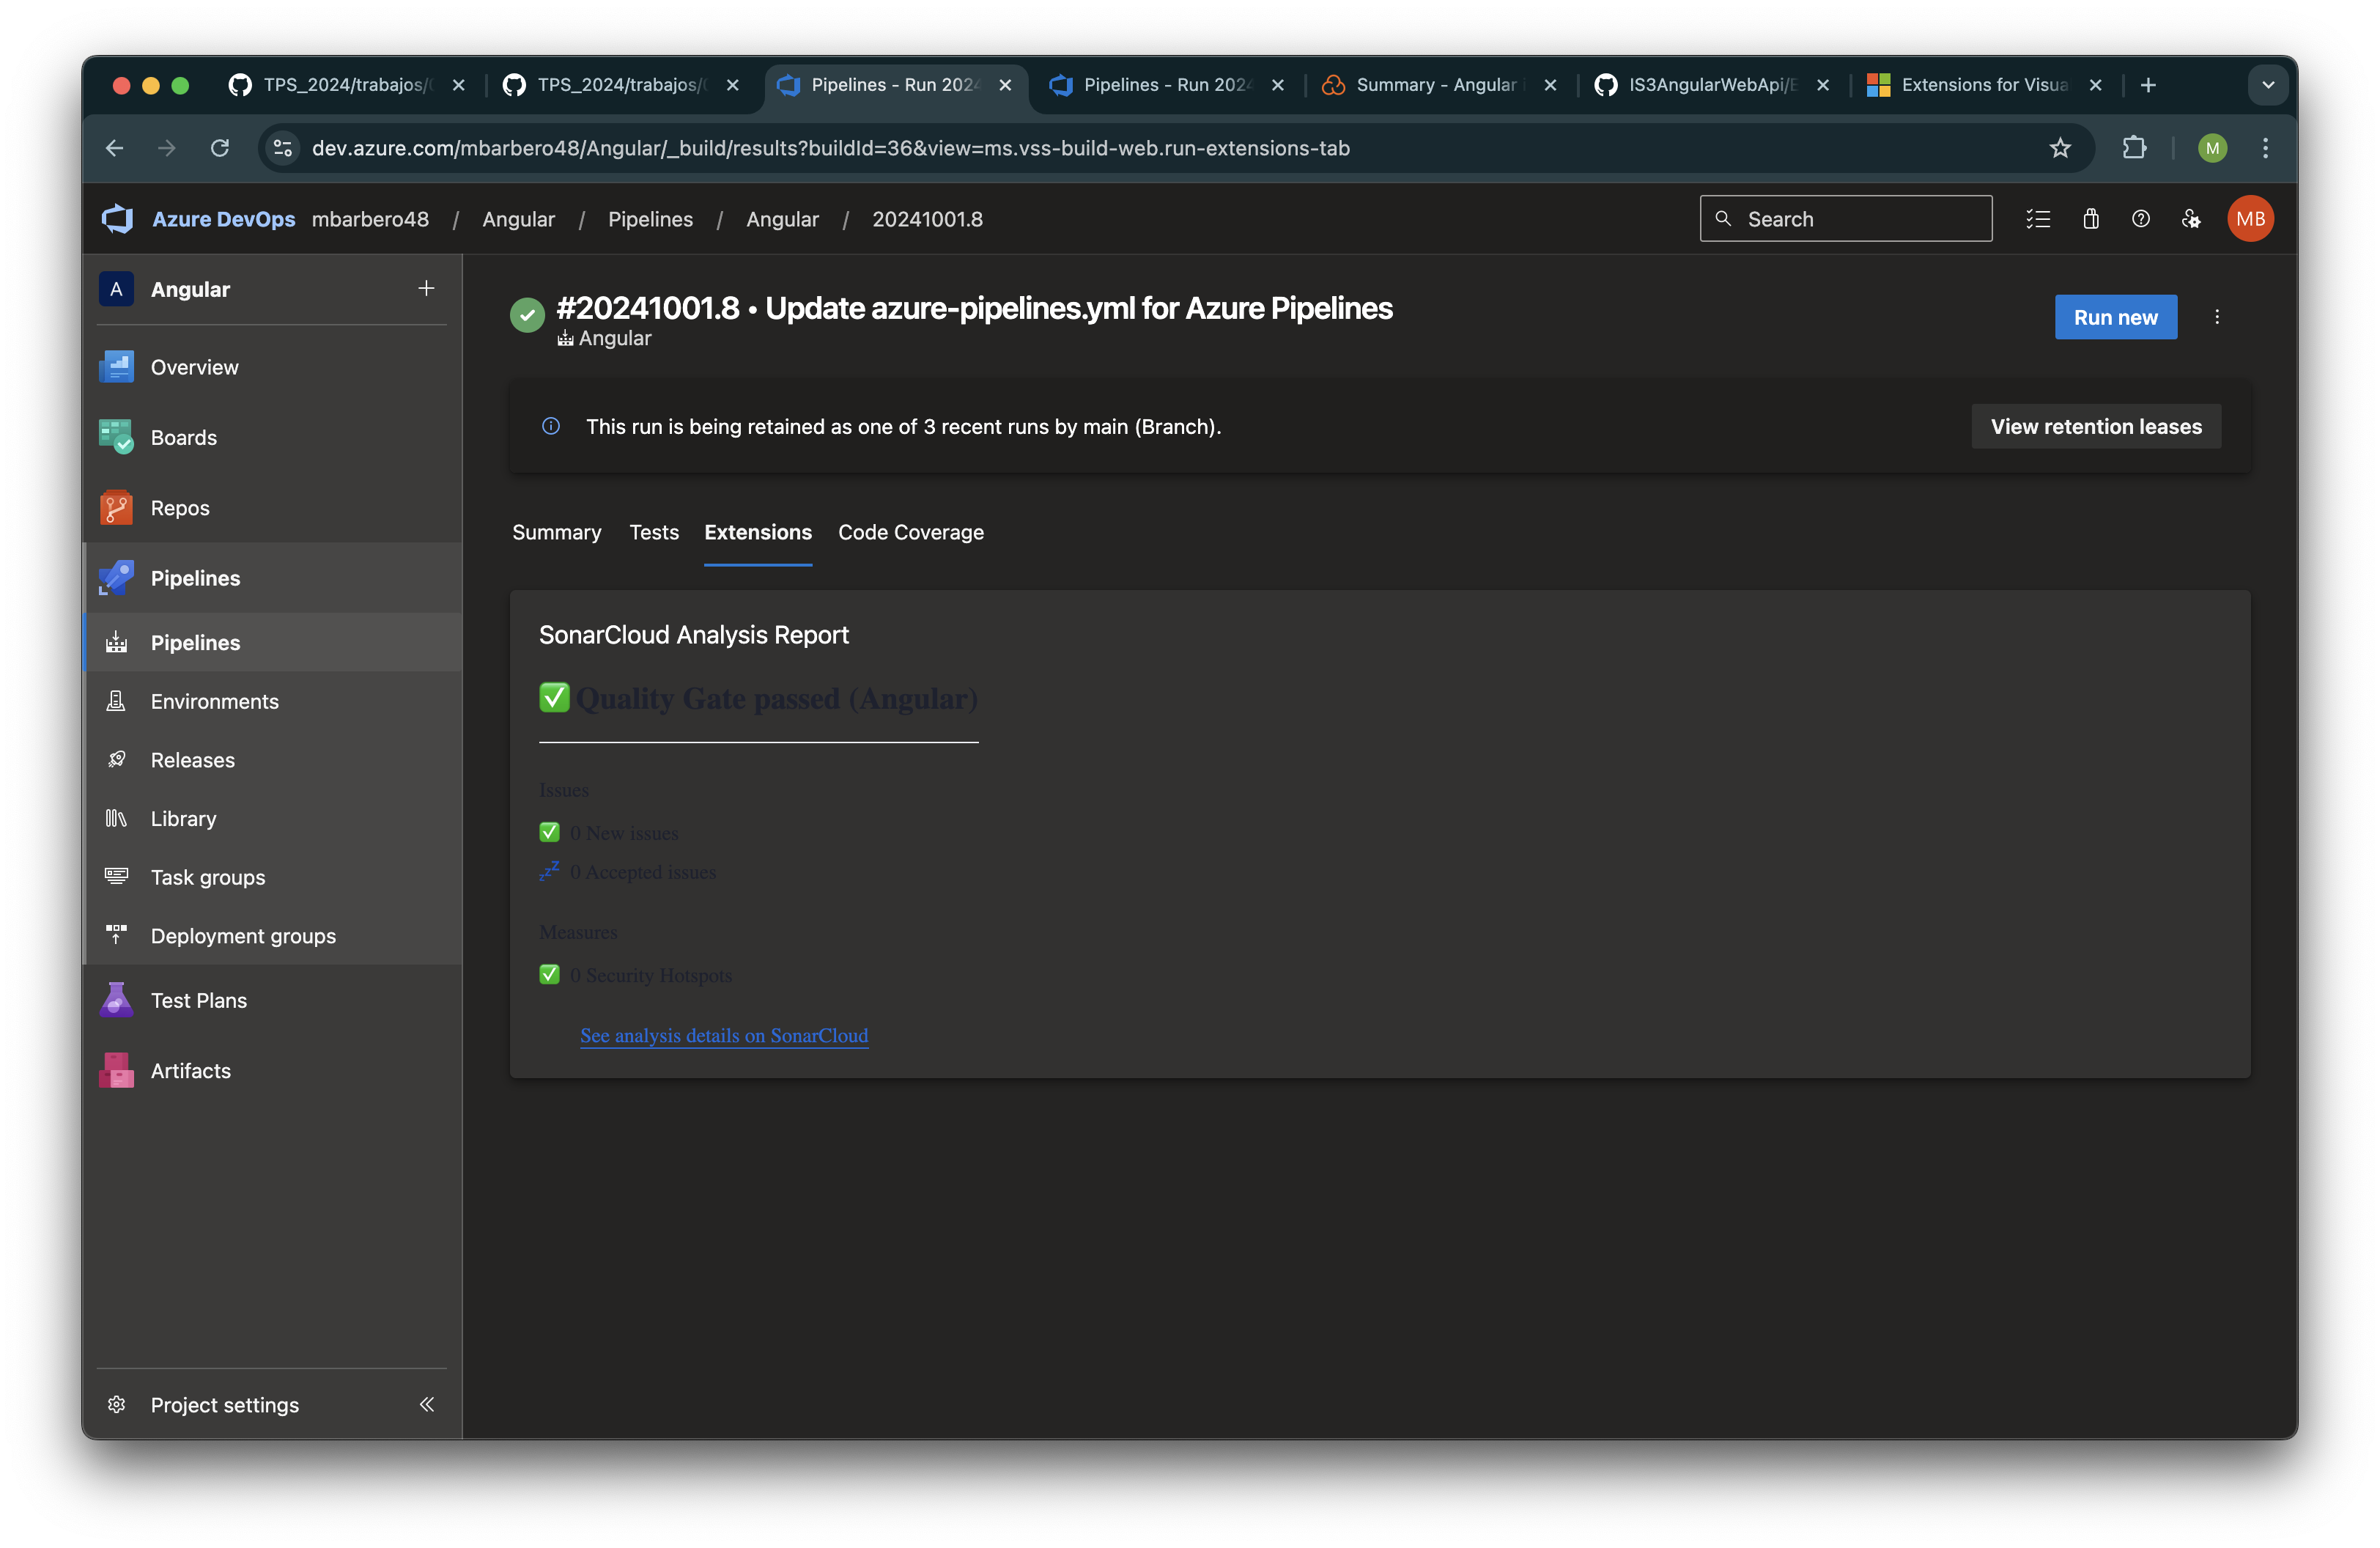 TPS_2024/trabajos/
TPS_2024/trabajos/
Pipelines - Run 2024
Pipelines - Run 202
Summary - Angular
IS3AngularWebApi/
Extensions for Visua
dev.azure.com/mbarbero48/Angular/_build/results?buildId=36&view=ms.vss-build-web.run-extensions-tab
M
Azure DevOps mbarbero48 / Angular / Pipelines / Angular / 20241001.8
Search
MB
A Angular
Overview
Boards
Repos
Pipelines
Pipelines
Environments
Releases
Library
Task groups
Deployment groups
Test Plans
Artifacts
Project settings
#20241001.8 • Update azure-pipelines.yml for Azure Pipelines
Angular
Run new
This run is being retained as one of 3 recent runs by main (Branch).
View retention leases
Summary Tests Extensions Code Coverage
SonarCloud Analysis Report
✅ Quality Gate passed (Angular)
Issues
✅ 0 New issues
💤 0 Accepted issues
Measures
✅ 0 Security Hotspots
See analysis details on SonarCloud